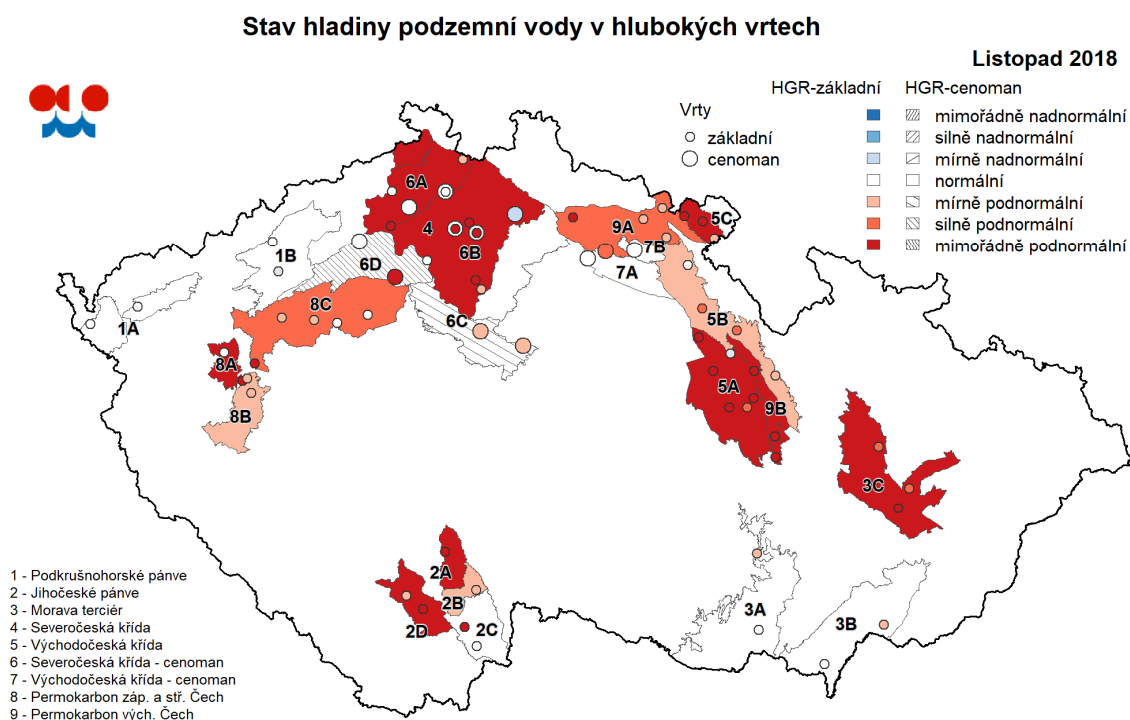 Stav hladiny podzemní vody v hlubokých vrtech
Listopad 2018
HGR-základní HGR-cenoman
mimořádně nadnormální
silně nadnormální
mírně nadnormální
normální
mírně podnormální
silně podnormální
mimořádně podnormální
Vrty
základní
cenoman
6A
4
6B
9A
5C
7B
7A
1B
6D
8C
6C
1A
5B
8A
5A
8B
9B
3C
2A
2B
2D
2C
3A
3B
1 - Podkrušnohorské pánve
2 - Jihočeské pánve
3 - Morava terciér
4 - Severočeská křída
5 - Východočeská křída
6 - Severočeská křída - cenoman
7 - Východočeská křída - cenoman
8 - Permokarbon záp. a stř. Čech
9 - Permokarbon vých. Čech